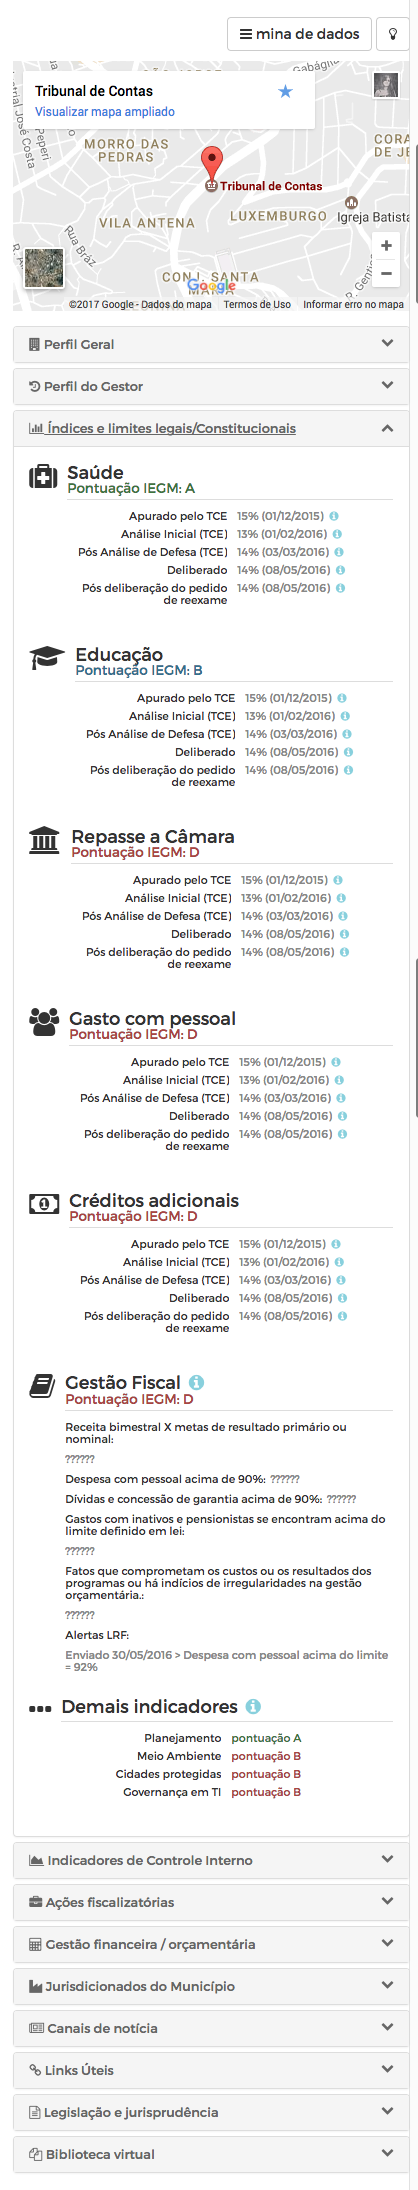 mina de dados
Tribunal de Contas
Visualizar mapa ampliado
Gabágli
José Costa
Peperi
MORRO DAS
PEDRAS
CORA
DE JE
Tribunal de Contas
LUXEMBURGO
Igreja Batista
VILA ANTENA
Rua Bráz
R. Gentios
CONJ. SANTA
MARIA
Google
©2017 Google - Dados do mapa Termos de Uso Informar erro no mapa
Perfil Geral
Perfil do Gestor
Índices e limites legais/Constitucionais
Saúde
Pontuação IEGM: A
Apurado pelo TCE 15% (01/12/2015)
Análise Inicial (TCE) 13% (01/02/2016)
Pós Análise de Defesa (TCE) 14% (03/03/2016)
Deliberado 14% (08/05/2016)
Pós deliberação do pedido 14% (08/05/2016)
de reexame
Educação
Pontuação IEGM: B
Apurado pelo TCE 15% (01/12/2015)
Análise Inicial (TCE) 13% (01/02/2016)
Pós Análise de Defesa (TCE) 14% (03/03/2016)
Deliberado 14% (08/05/2016)
Pós deliberação do pedido 14% (08/05/2016)
de reexame
Repasse a Câmara
Pontuação IEGM: D
Apurado pelo TCE 15% (01/12/2015)
Análise Inicial (TCE) 13% (01/02/2016)
Pós Análise de Defesa (TCE) 14% (03/03/2016)
Deliberado 14% (08/05/2016)
Pós deliberação do pedido 14% (08/05/2016)
de reexame
Gasto com pessoal
Pontuação IEGM: D
Apurado pelo TCE 15% (01/12/2015)
Análise Inicial (TCE) 13% (01/02/2016)
Pós Análise de Defesa (TCE) 14% (03/03/2016)
Deliberado 14% (08/05/2016)
Pós deliberação do pedido 14% (08/05/2016)
de reexame
Créditos adicionais
Pontuação IEGM: D
Apurado pelo TCE 15% (01/12/2015)
Análise Inicial (TCE) 13% (01/02/2016)
Pós Análise de Defesa (TCE) 14% (03/03/2016)
Deliberado 14% (08/05/2016)
Pós deliberação do pedido 14% (08/05/2016)
de reexame
Gestão Fiscal
Pontuação IEGM: D
Receita bimestral X metas de resultado primário ou
nominal:
??????
Despesa com pessoal acima de 90%: ??????
Dívidas e concessão de garantia acima de 90%: ??????
Gastos com inativos e pensionistas se encontram acima do
limite definido em lei:
??????
Fatos que comprometam os custos ou os resultados dos
programas ou há indícios de irregularidades na gestão
orçamentária.:
??????
Alertas LRF:
Enviado 30/05/2016 > Despesa com pessoal acima do limite
= 92%
Demais indicadores
Planejamento pontuação A
Meio Ambiente pontuação B
Cidades protegidas pontuação B
Governança em TI pontuação B
Indicadores de Controle Interno
Ações fiscalizatórias
Gestão financeira / orçamentária
Jurisdicionados do Município
Canais de notícia
Links Úteis
Legislação e jurisprudência
Biblioteca virtual